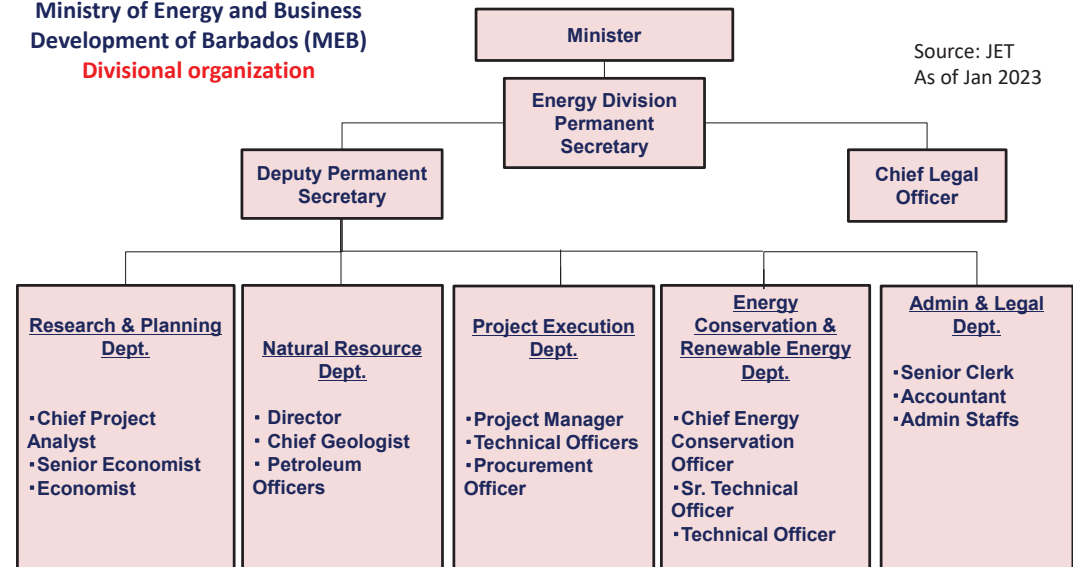 Ministry of Energy and Business
Development of Barbados (MEB)
Divisional organization
Minister
Source: JET
As of Jan 2023
Energy Division
Permanent
Secretary
Deputy Permanent
Secretary
Chief Legal
Officer
Research & Planning
Dept.
・Chief Project
Analyst
・Senior Economist
・Economist
Natural Resource
Dept.
・ Director
・ Chief Geologist
・ Petroleum
Officers
Project Execution
Dept.
・Project Manager
・Technical Officers
・Procurement
Officer
Energy
Conservation &
Renewable Energy
Dept.
・Chief Energy
Conservation
Officer
・Sr. Technical
Officer
・Technical Officer
Admin & Legal
Dept.
・Senior Clerk
・Accountant
・Admin Staffs